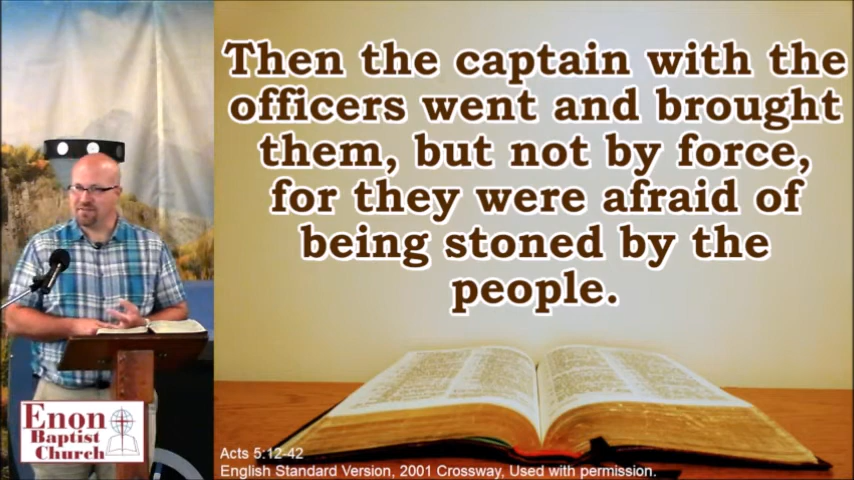 Then the captain with the
officers went and brought
them, but not by force,
for they were afraid of
being stoned by the
people.
Enon
Baptist
Church
Acts 5:12-42
English Standard Version, 2001 Crossway, Used with permission.